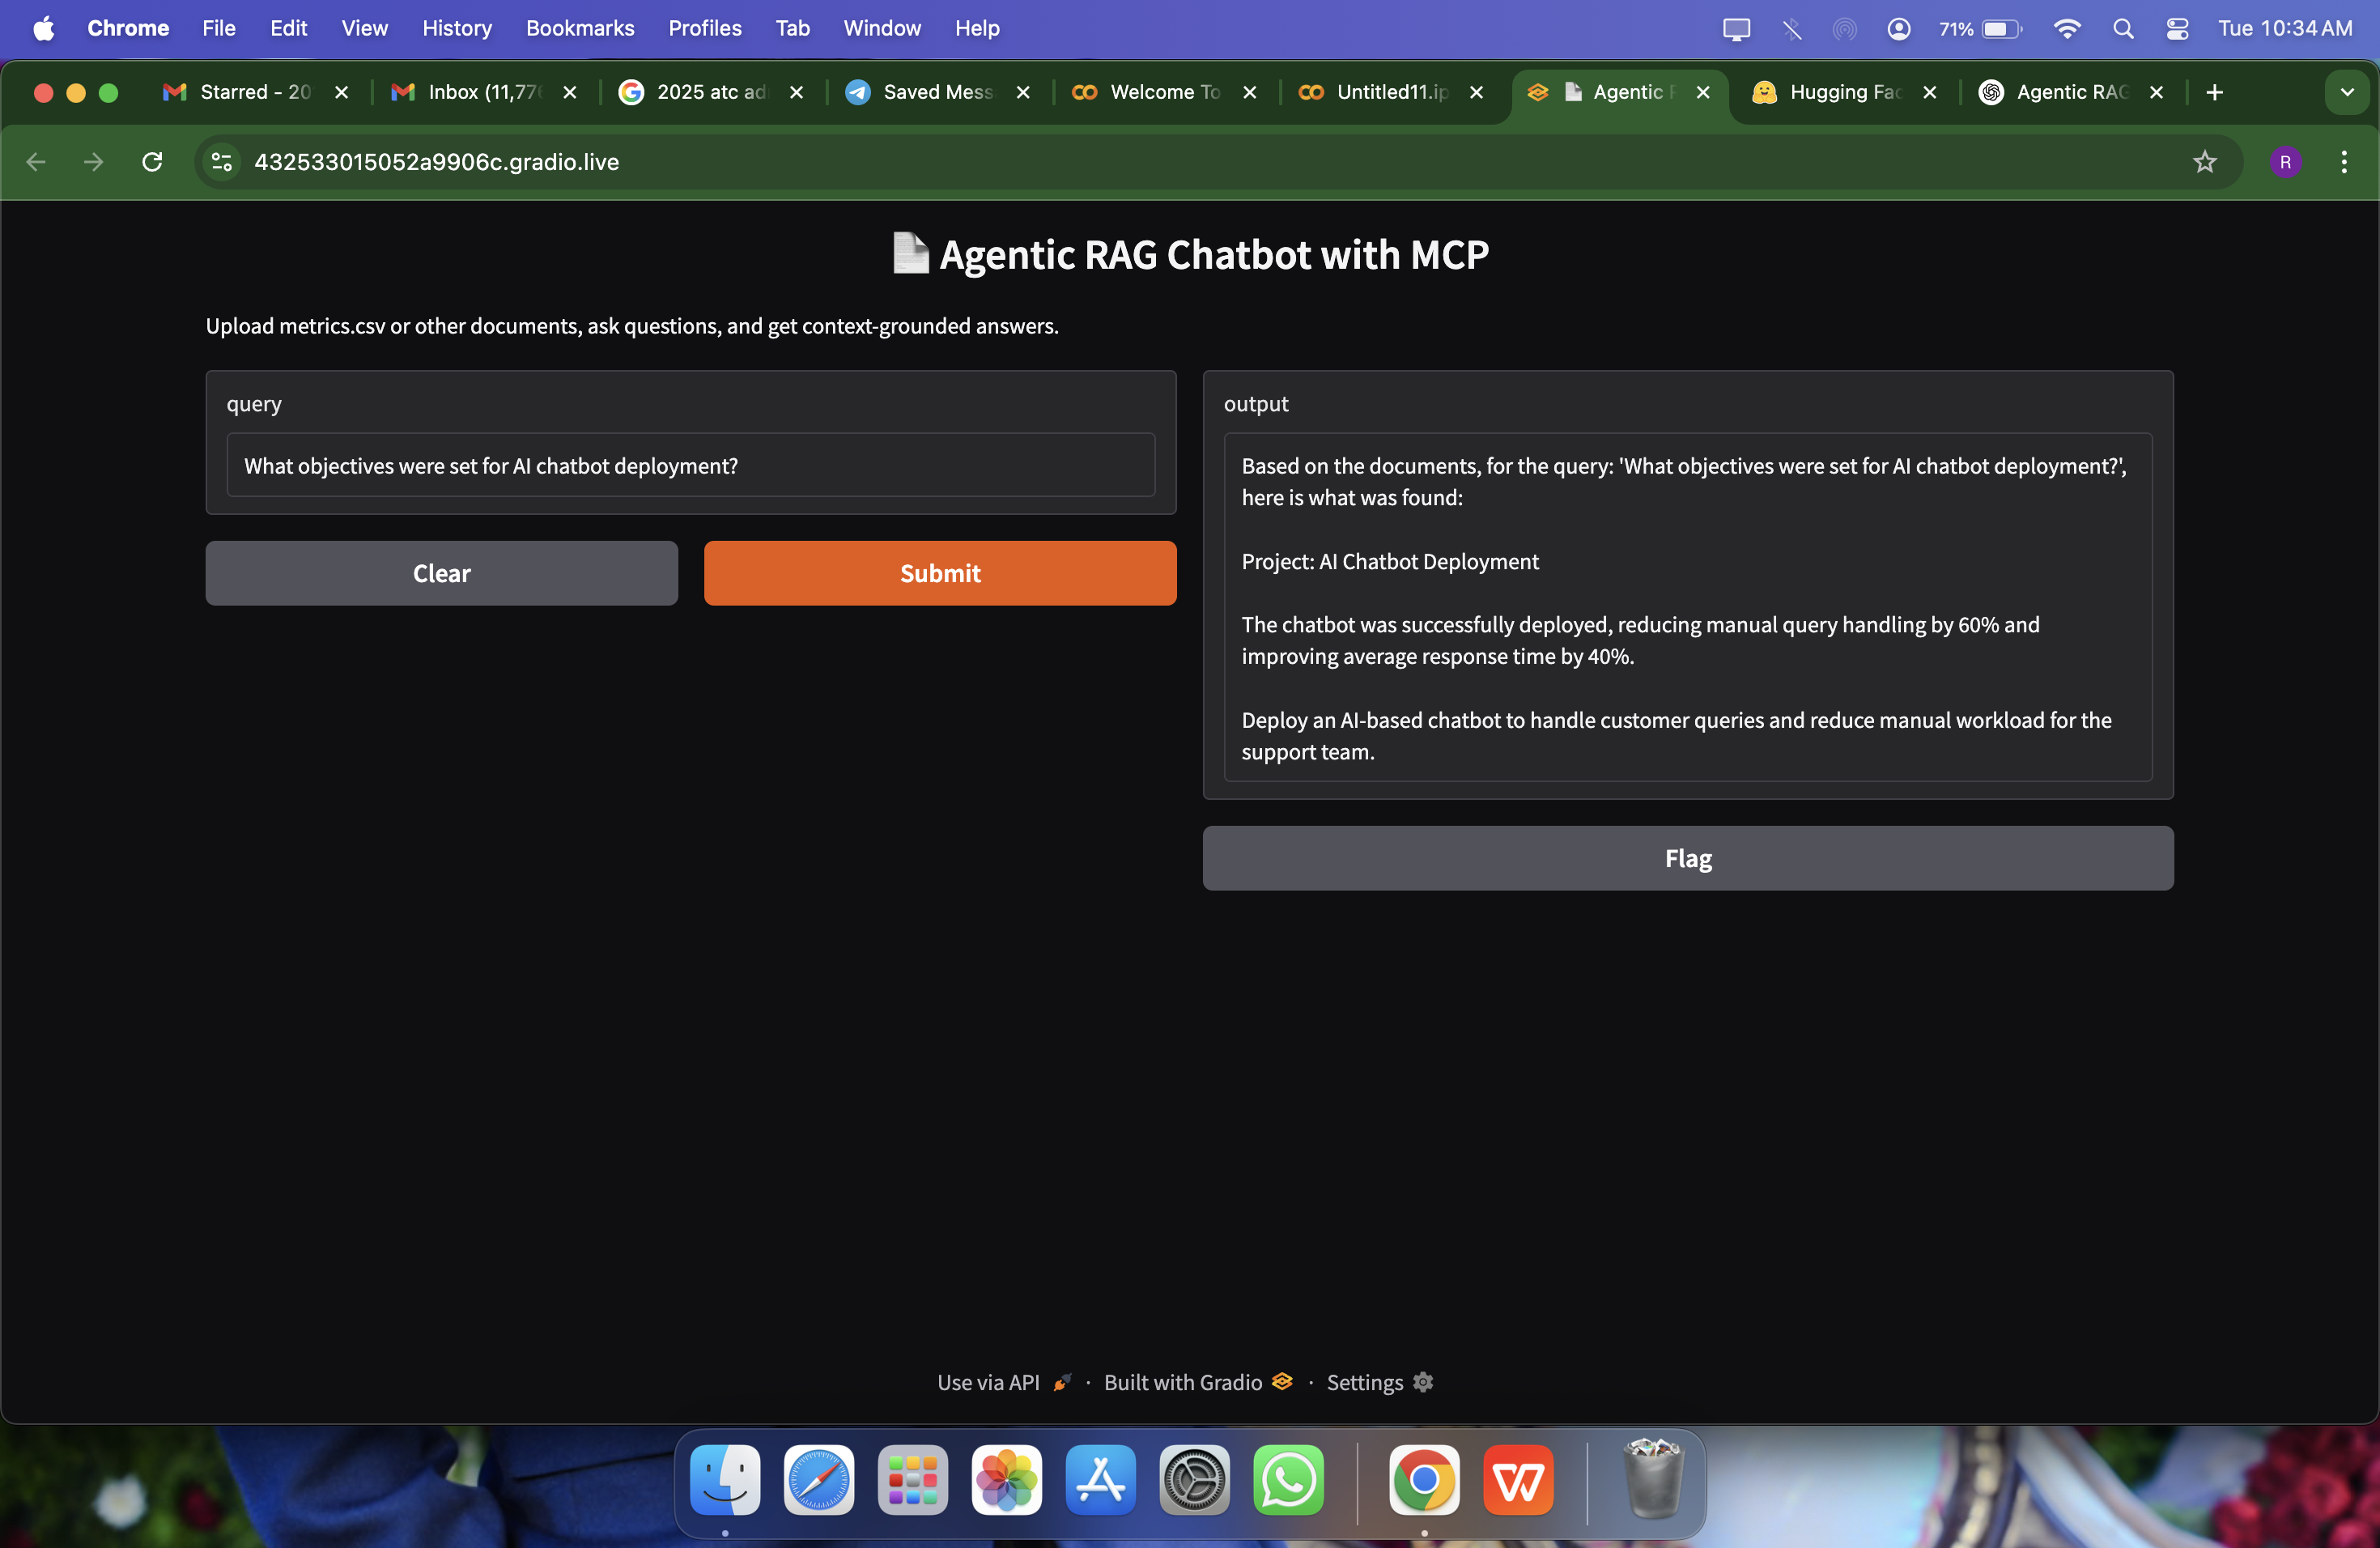 Chrome File Edit View History Bookmarks Profiles Tab Window Help 71% Tue 10:34 AM
Starred - 20 Inbox (11,77 2025 atc ad Saved Mess Welcome To Untitled11.ip Agentic Hugging Fac Agentic RAG
432533015052a9906c.gradio.live R
Agentic RAG Chatbot with MCP
Upload metrics.csv or other documents, ask questions, and get context-grounded answers.
query
What objectives were set for AI chatbot deployment?
Clear Submit
output
Based on the documents, for the query: 'What objectives were set for AI chatbot deployment?',
here is what was found:
Project: AI Chatbot Deployment
The chatbot was successfully deployed, reducing manual query handling by 60% and
improving average response time by 40%.
Deploy an AI-based chatbot to handle customer queries and reduce manual workload for the
support team.
Flag
Use via API · Built with Gradio · Settings